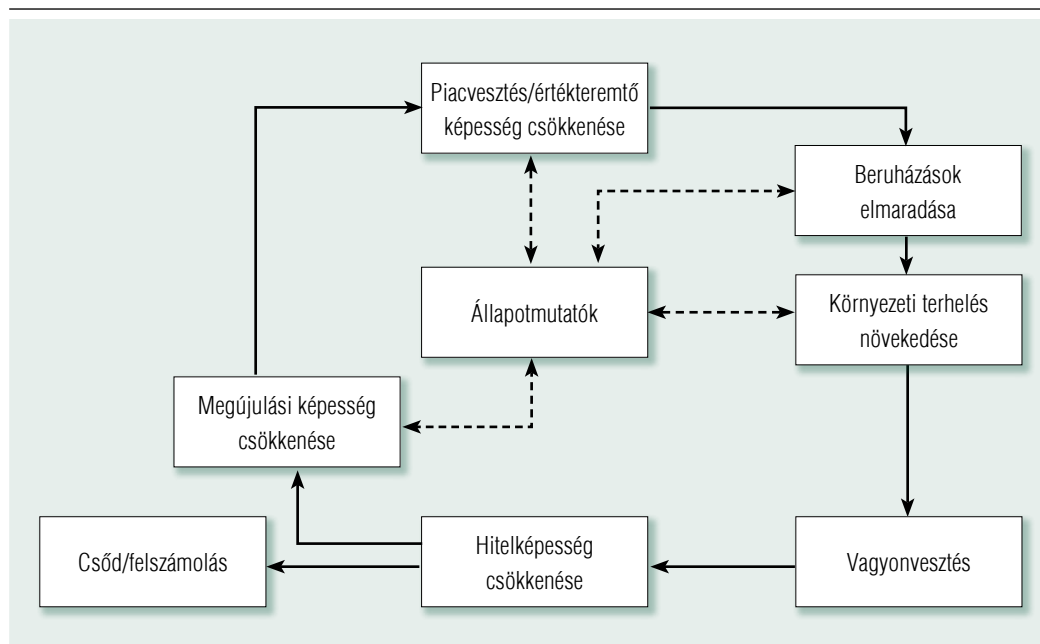 Piacvesztés/értékteremtő
képesség csökkenése
Beruházások
elmaradása
Állapotmutatók
Környezeti terhelés
növekedése
Megújulási képesség
csökkenése
Csőd/felszámolás
Hitelképesség
csökkenése
Vagyonvesztés